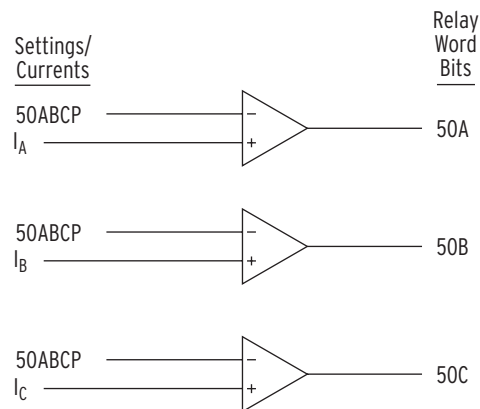 Settings/
Currents
Relay
Word
Bits
50ABCP
−
I_A
+
50A
50ABCP
−
I_B
+
50B
50ABCP
−
I_C
+
50C